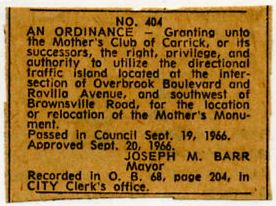 NO. 404
AN ORDINANCE — Granting unto
the Mother's Club of Carrick, or its
successors, the right, privilege, and
authority to utilize the directional
traffic island located at the inter-
section of Overbrook Boulevard and
Ravilla Avenue, and southwest of
Brownsville Road, for the location
or relocation of the Mother's Monu-
ment.
Passed in Council Sept. 19, 1966.
Approved Sept. 20, 1966.
JOSEPH M. BARR
Mayor
Recorded in O. B. 68, page 204, in
CITY Clerk's office.